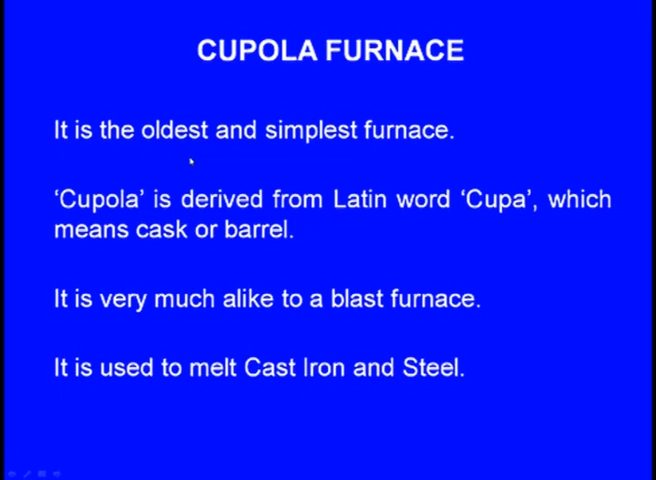 CUPOLA FURNACE
It is the oldest and simplest furnace.
‘Cupola’ is derived from Latin word ‘Cupa’, which
means cask or barrel.
It is very much alike to a blast furnace.
It is used to melt Cast Iron and Steel.